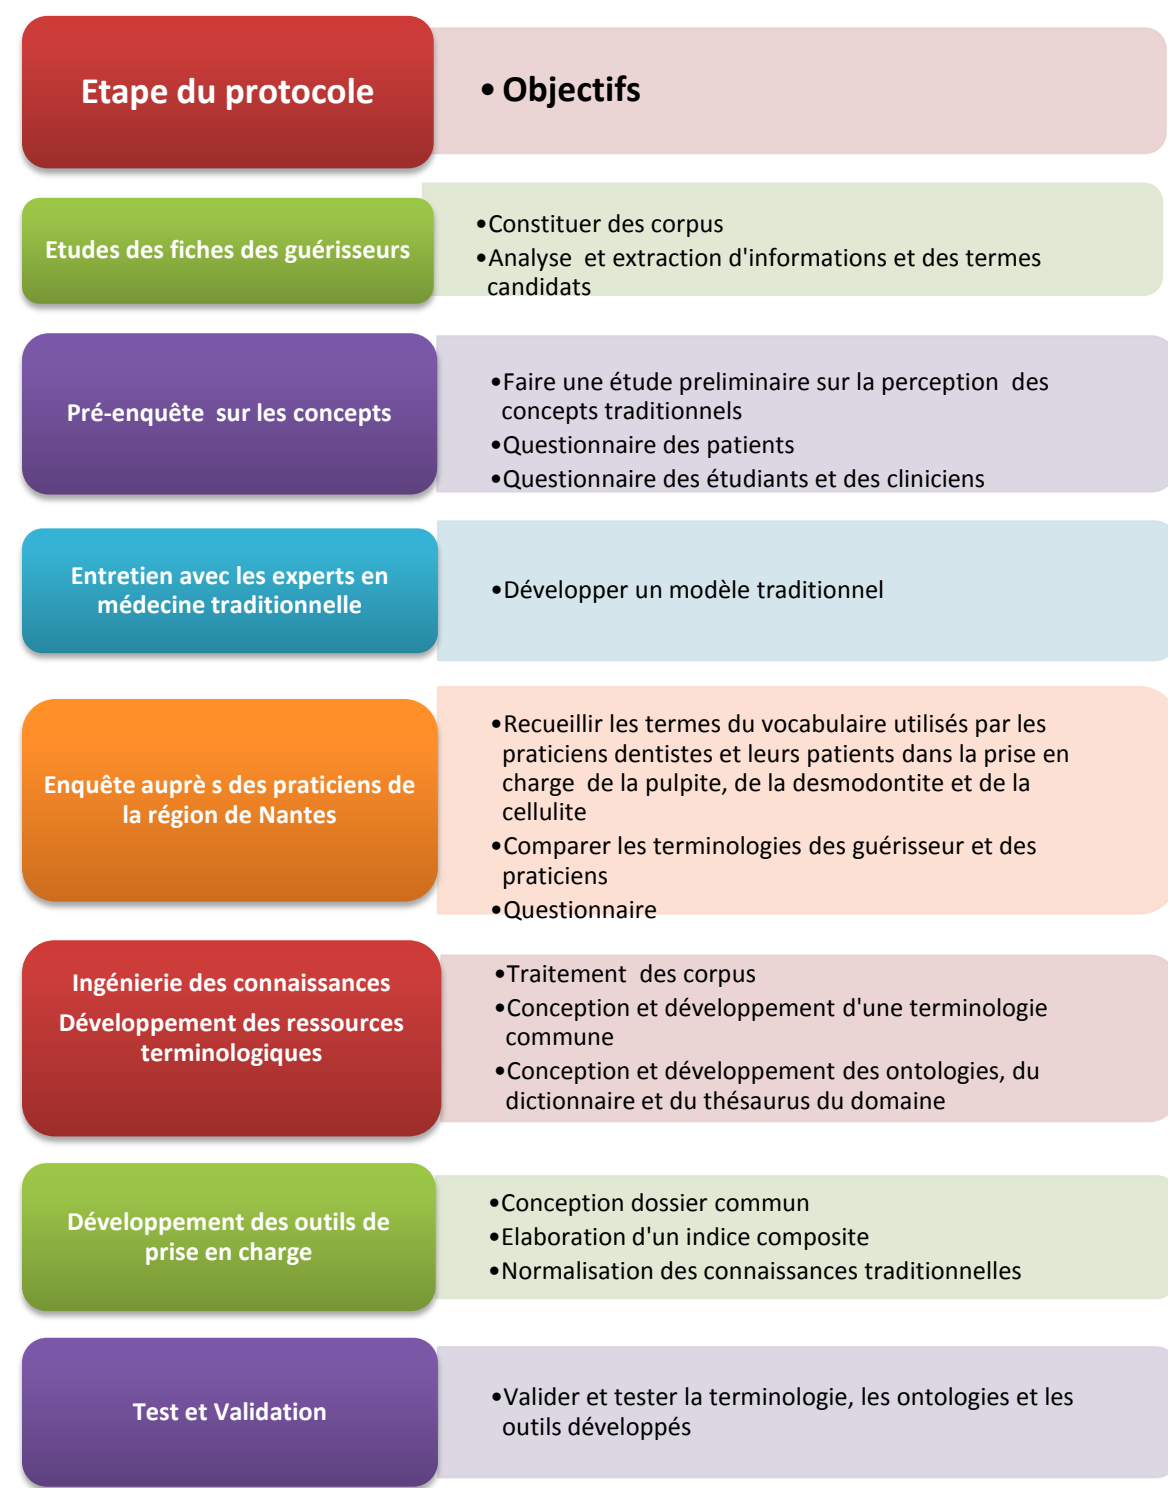 Etape du protocole
• Objectifs
Etudes des fiches des guérisseurs
•Constituer des corpus
•Analyse et extraction d'informations et des termes
candidats
Pré-enquête sur les concepts
•Faire une étude preliminaire sur la perception des
concepts traditionnels
•Questionnaire des patients
•Questionnaire des étudiants et des cliniciens
Entretien avec les experts en
médecine traditionnelle
•Développer un modèle traditionnel
Enquête auprè s des praticiens de
la région de Nantes
•Recueillir les termes du vocabulaire utilisés par les
praticiens dentistes et leurs patients dans la prise en
charge de la pulpite, de la desmodontite et de la
cellulite
•Comparer les terminologies des guérisseur et des
praticiens
•Questionnaire
Ingénierie des connaissances
Développement des ressources
terminologiques
•Traitement des corpus
•Conception et développement d'une terminologie
commune
•Conception et développement des ontologies, du
dictionnaire et du thésaurus du domaine
Développement des outils de
prise en charge
•Conception dossier commun
•Elaboration d'un indice composite
•Normalisation des connaissances traditionnelles
Test et Validation
•Valider et tester la terminologie, les ontologies et les
outils développés